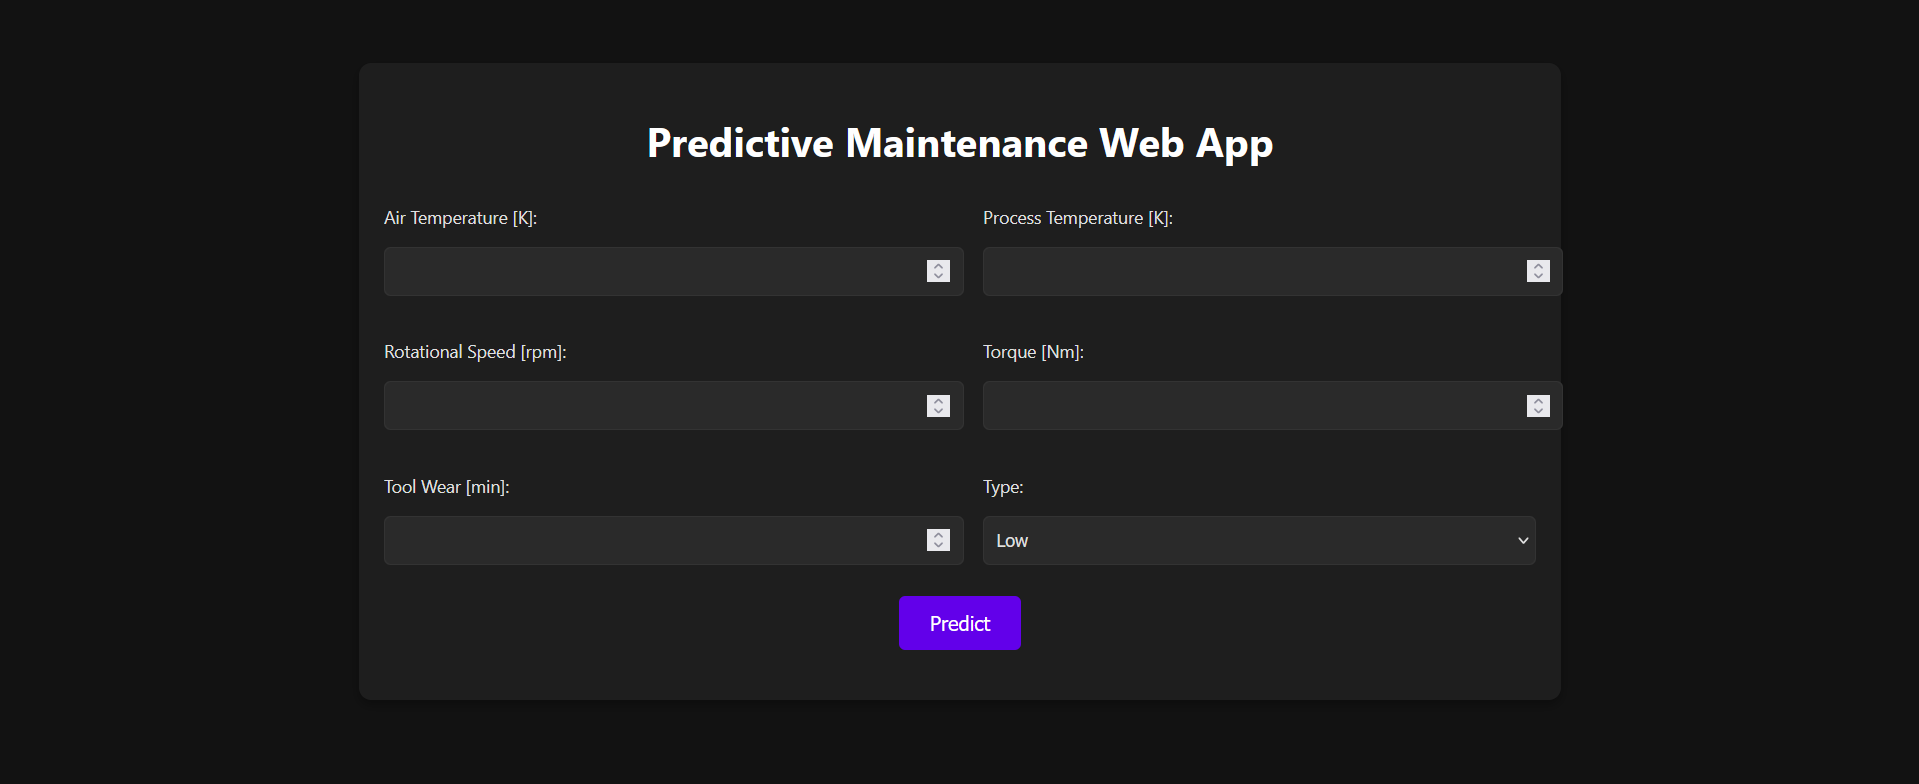 Predictive Maintenance Web App
Air Temperature [K]:
Process Temperature [K]:
Rotational Speed [rpm]:
Torque [Nm]:
Tool Wear [min]:
Type:
Low
Predict